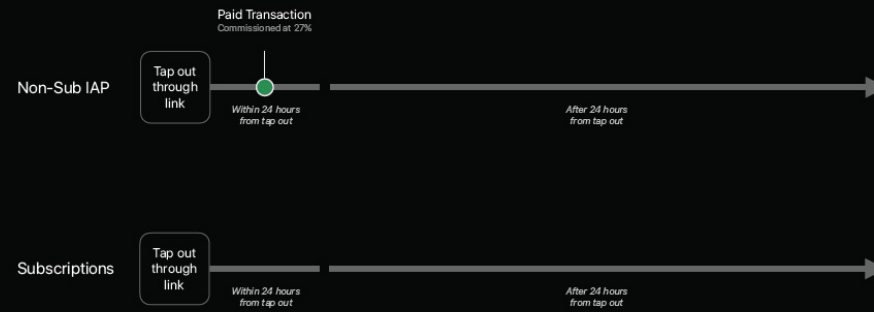 Paid Transaction
Commissioned at 27%
Non-Sub IAP
Tap out
through
link
Within 24 hours
from tap out
After 24 hours
from tap out
Subscriptions
Tap out
through
link
Within 24 hours
from tap out
After 24 hours
from tap out